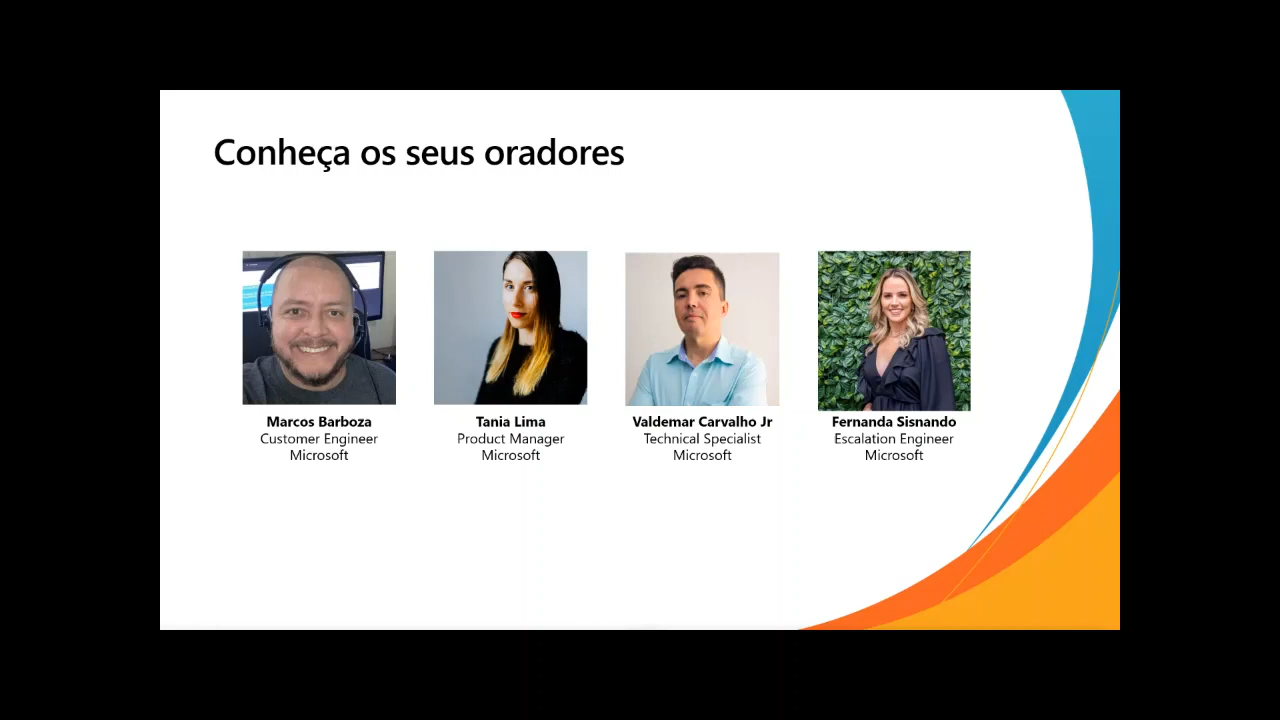 Conheça os seus oradores
Marcos Barboza
Customer Engineer
Microsoft
Tania Lima
Product Manager
Microsoft
Valdemar Carvalho Jr
Technical Specialist
Microsoft
Fernanda Sisnando
Escalation Engineer
Microsoft